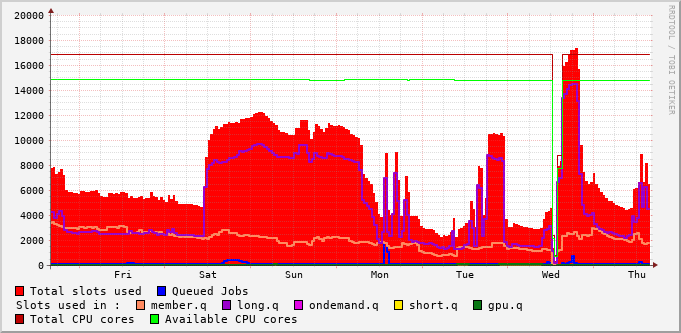 RRDTOOL / TOBI OETIKER
20000
18000
16000
14000
12000
10000
8000
6000
4000
2000
0
Fri Sat Sun Mon Tue Wed Thu
Total slots used Queued Jobs
Slots used in : member.q long.q ondemand.q short.q gpu.q
Total CPU cores Available CPU cores